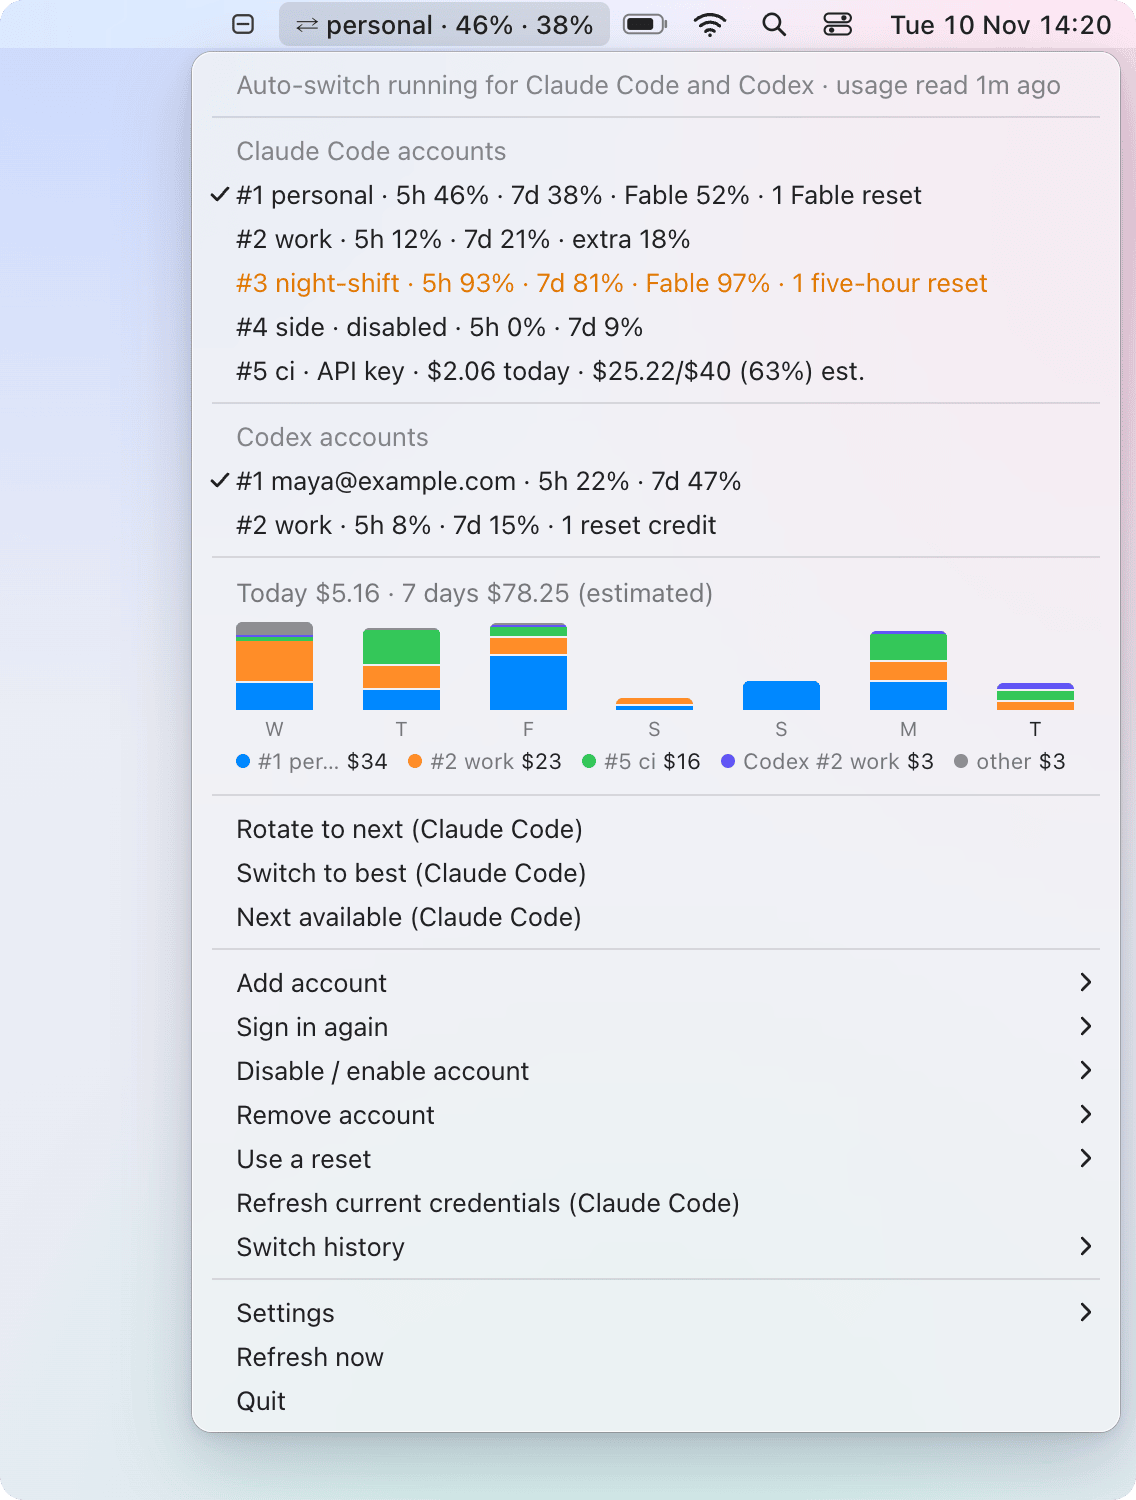 personal · 46% · 38% Tue 10 Nov 14:20
Auto-switch running for Claude Code and Codex · usage read 1m ago
Claude Code accounts
#1 personal · 5h 46% · 7d 38% · Fable 52% · 1 Fable reset
#2 work · 5h 12% · 7d 21% · extra 18%
#3 night-shift · 5h 93% · 7d 81% · Fable 97% · 1 five-hour reset
#4 side · disabled · 5h 0% · 7d 9%
#5 ci · API key · $2.06 today · $25.22/$40 (63%) est.
Codex accounts
#1 maya@example.com · 5h 22% · 7d 47%
#2 work · 5h 8% · 7d 15% · 1 reset credit
Today $5.16 · 7 days $78.25 (estimated)
W T F S S M T
#1 per... $34 #2 work $23 #5 ci $16 Codex #2 work $3 other $3
Rotate to next (Claude Code)
Switch to best (Claude Code)
Next available (Claude Code)
Add account
Sign in again
Disable / enable account
Remove account
Use a reset
Refresh current credentials (Claude Code)
Switch history
Settings
Refresh now
Quit